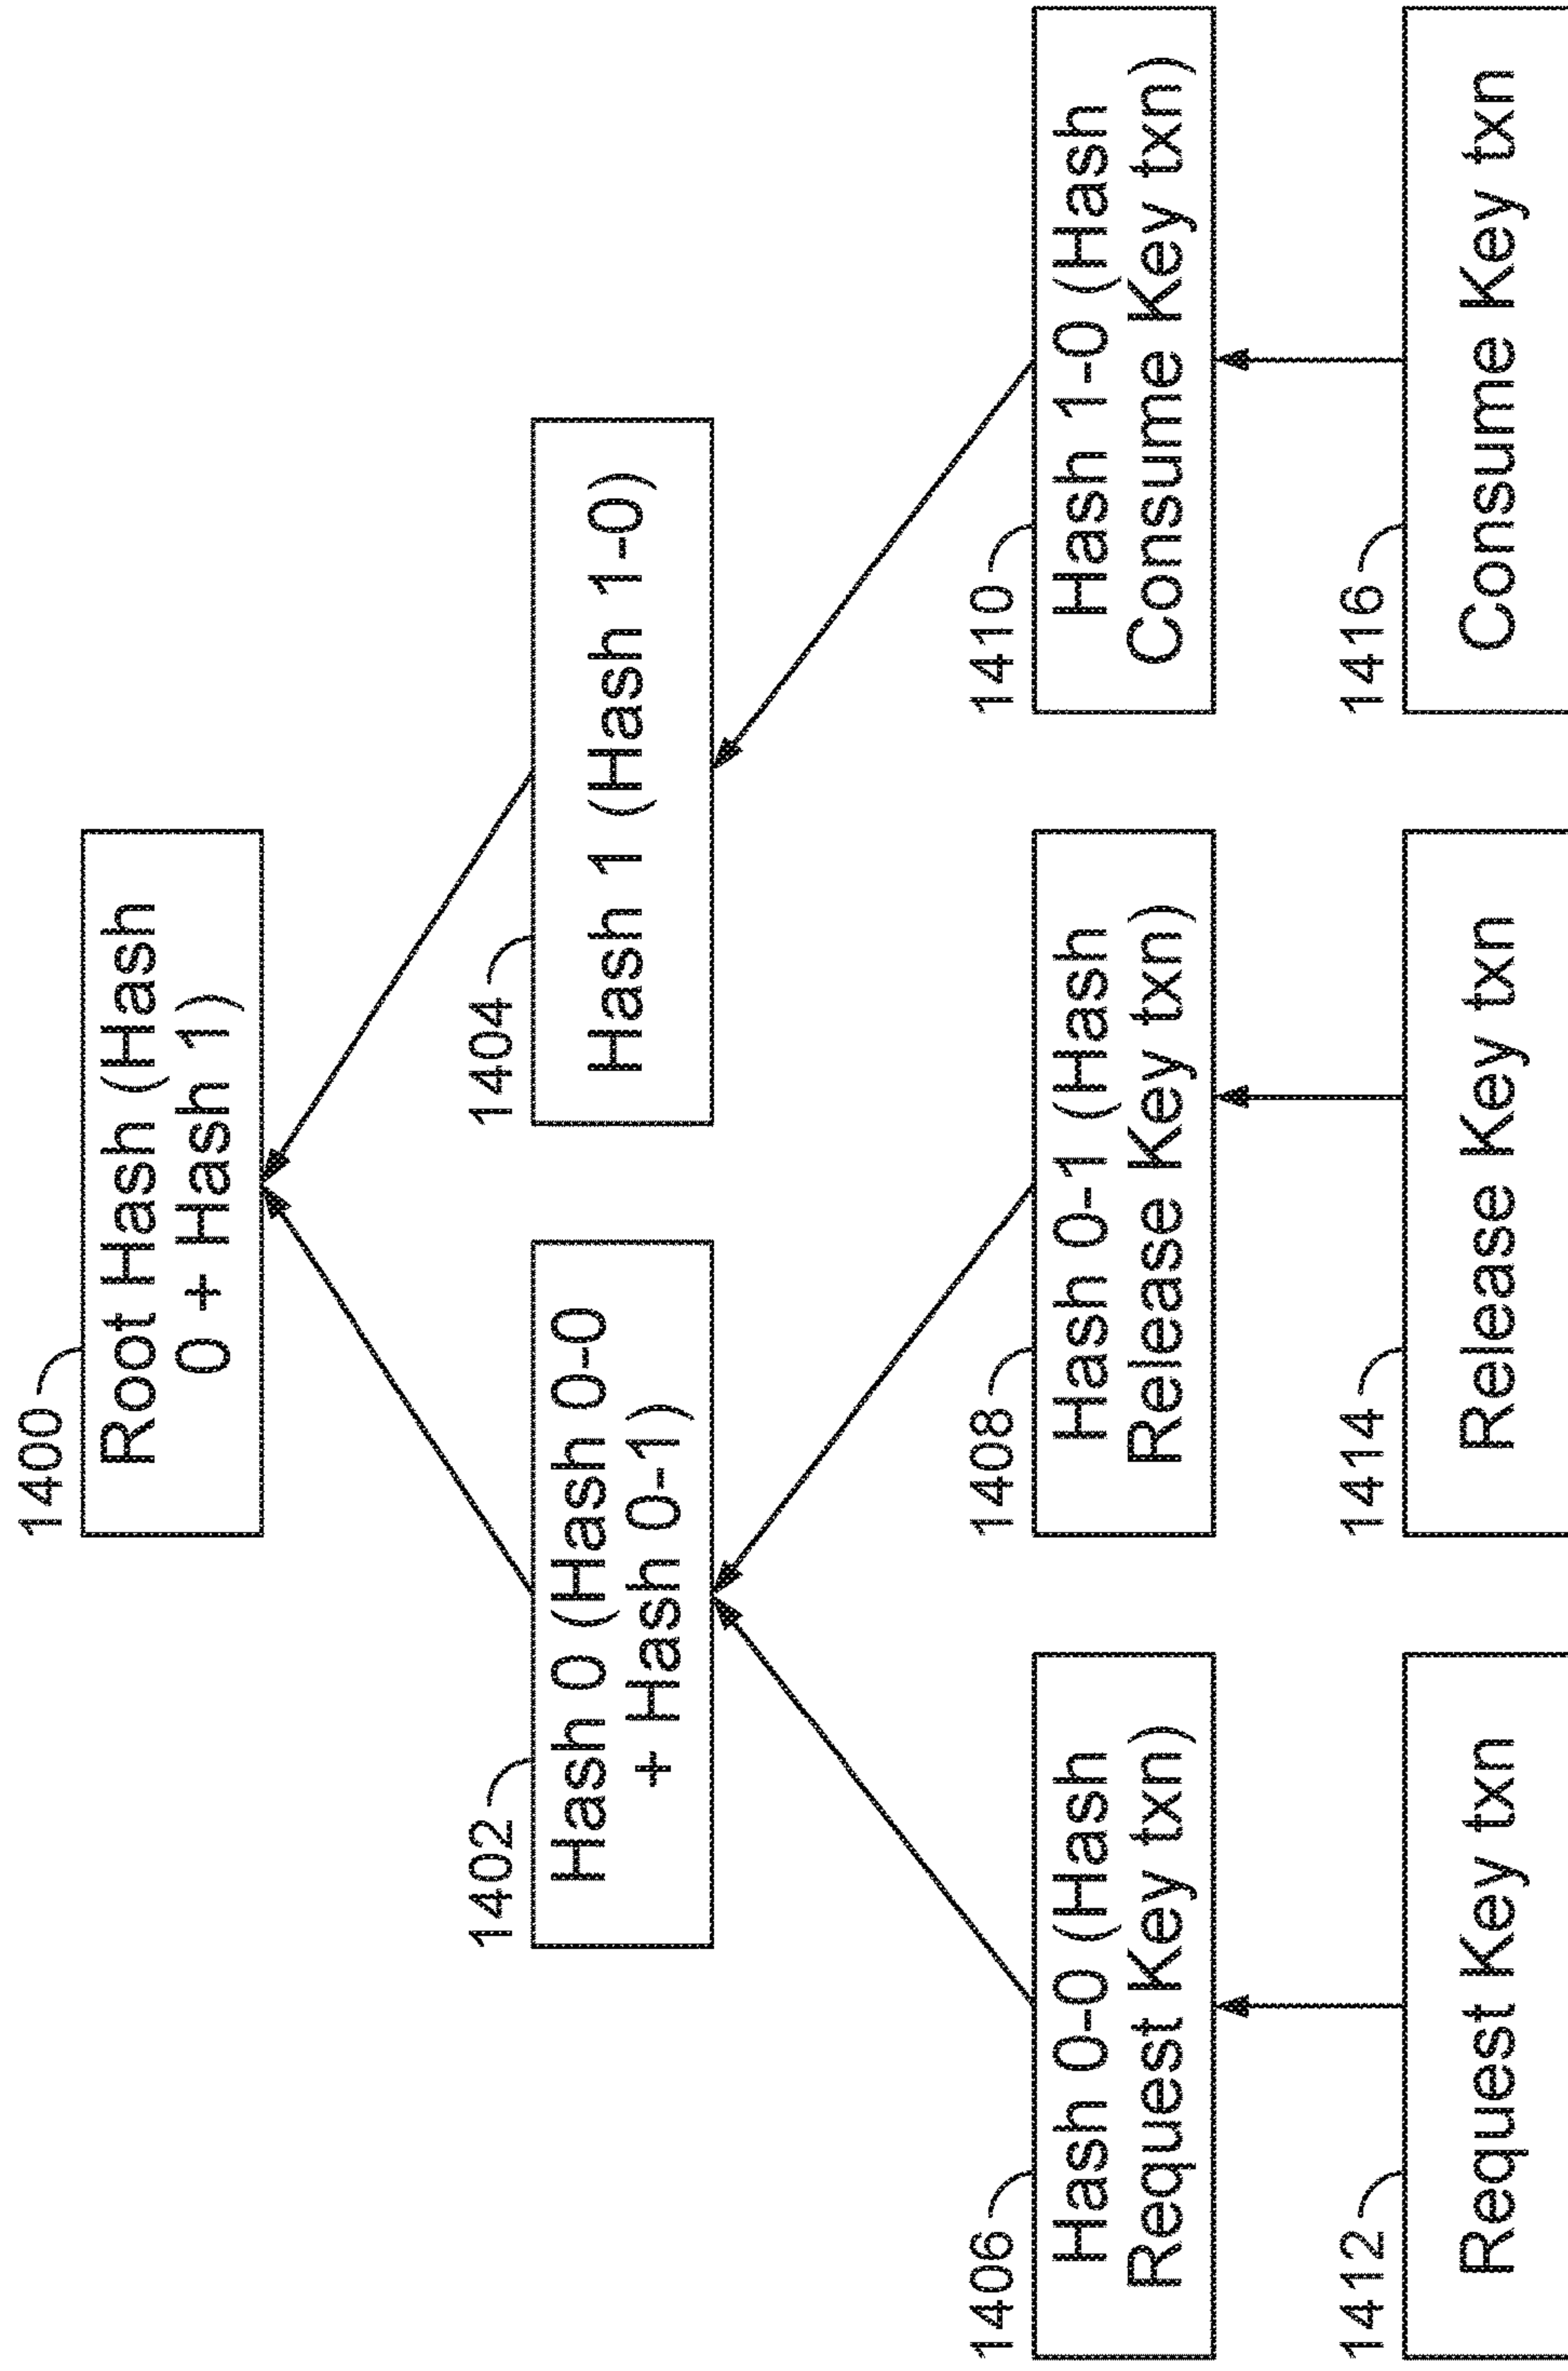 1400
Root Hash (Hash
0 + Hash 1)
1402
Hash 0 (Hash 0-0
+ Hash 0-1)
1404
Hash 1 (Hash 1-0)
1406
Hash 0-0 (Hash
Request Key txn)
1408
Hash 0-1 (Hash
Release Key txn)
1410
Hash 1-0 (Hash
Consume Key txn)
1412
Request Key txn
1414
Release Key txn
1416
Consume Key txn